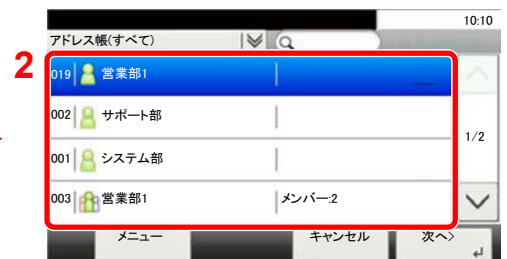 10:10
アドレス帳(すべて)
2
019 営業部1
002 サポート部
1/2
001 システム部
003 営業部1 メンバー:2
メニュー キャンセル 次へ>